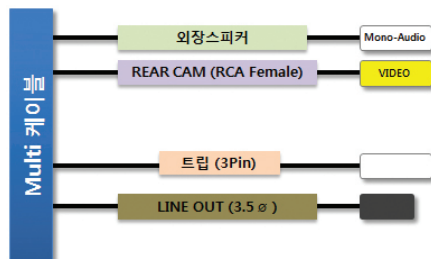 Multi 케이블
외장스피커
Mono-Audio
REAR CAM (RCA Female)
VIDEO
트립 (3Pin)
LINE OUT (3.5 ø )